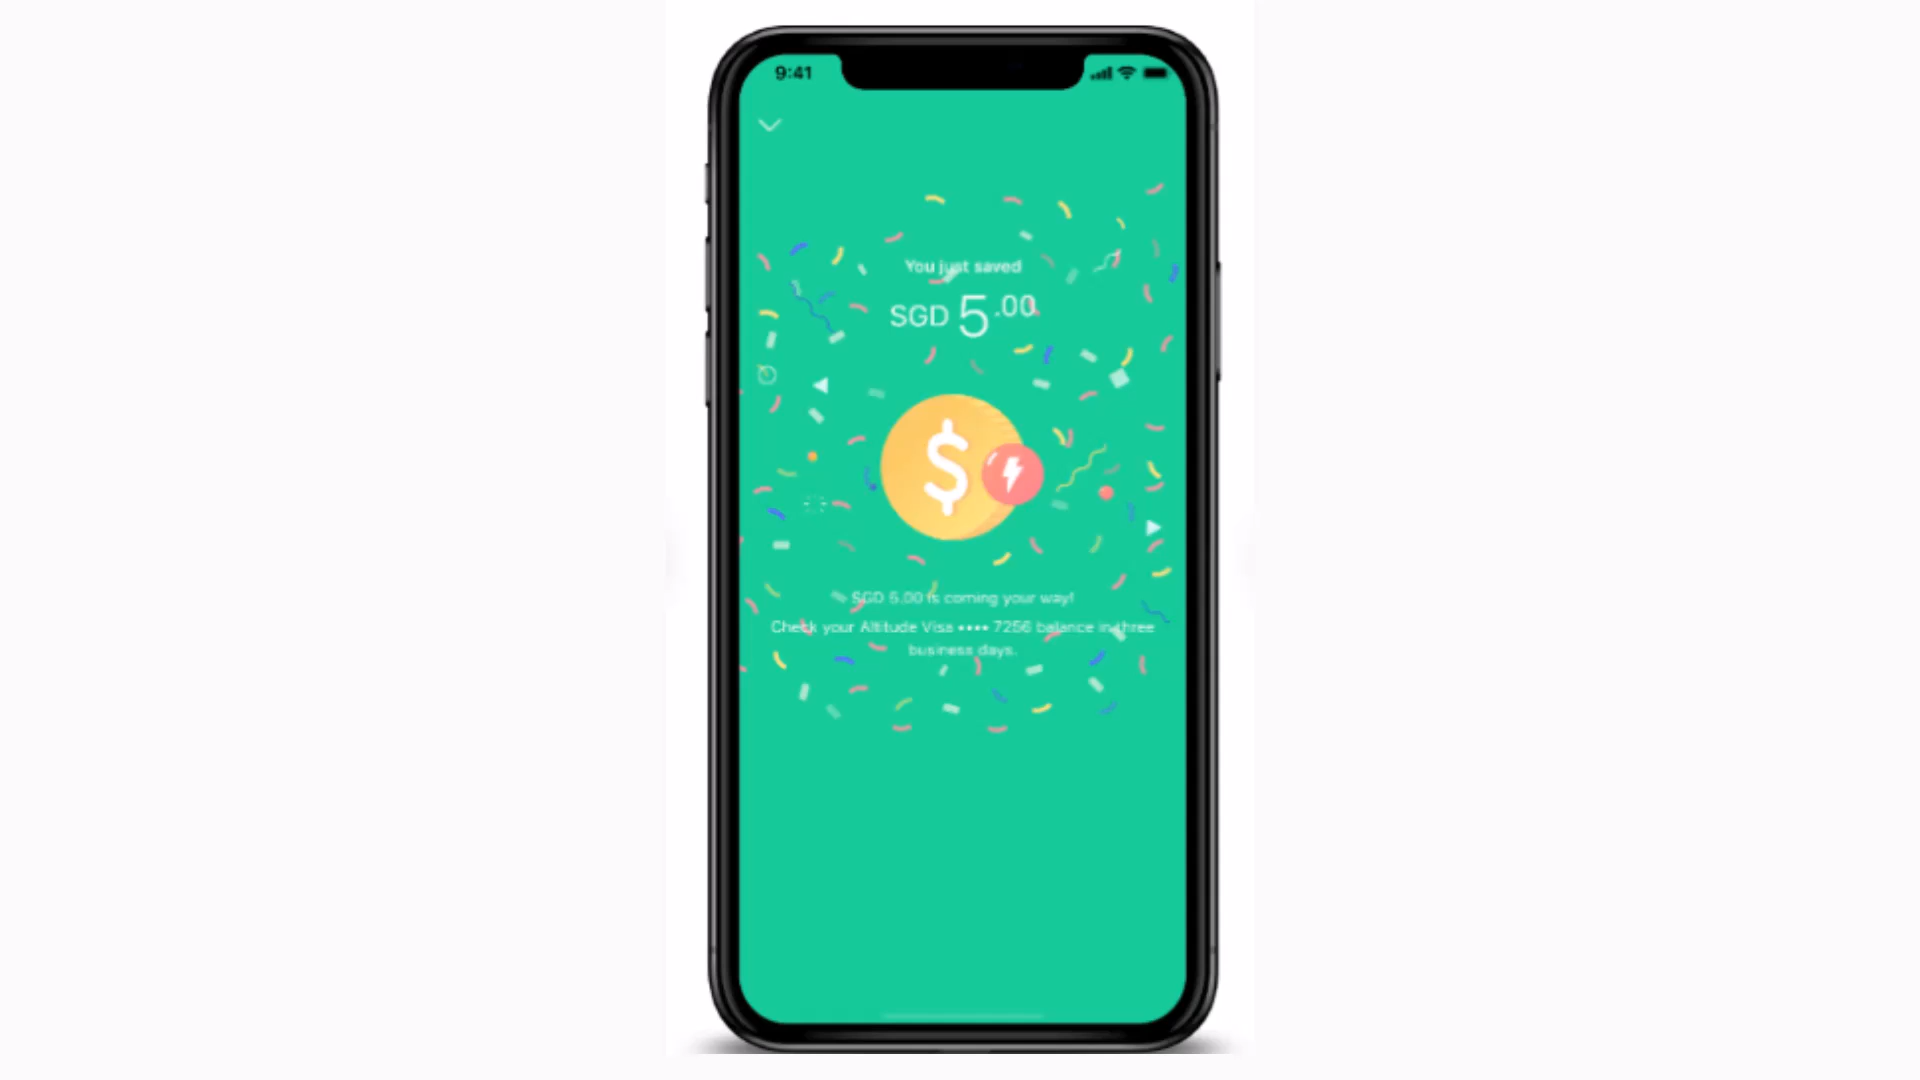 9:41
You just saved
SGD 5.00
$
SGD 5.00 is coming your way!
Check your Altitude Visa •••• 7256 balance in three
business days.